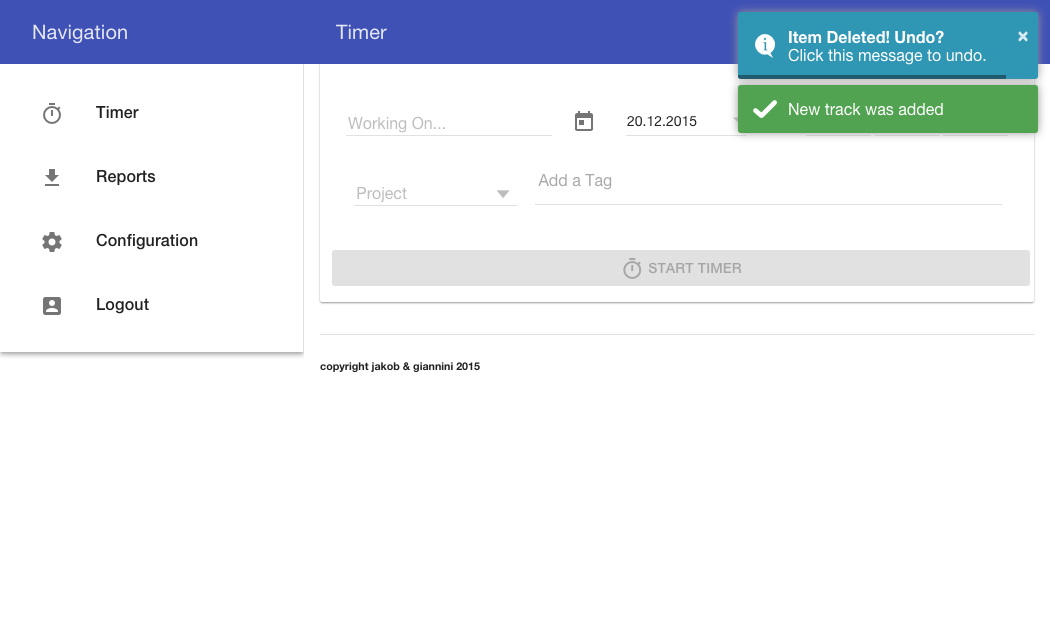 Navigation
Timer
Item Deleted! Undo?
Click this message to undo.
×
New track was added
Timer
Reports
Configuration
Logout
Working On...
20.12.2015
Project
Add a Tag
START TIMER
copyright jakob & giannini 2015